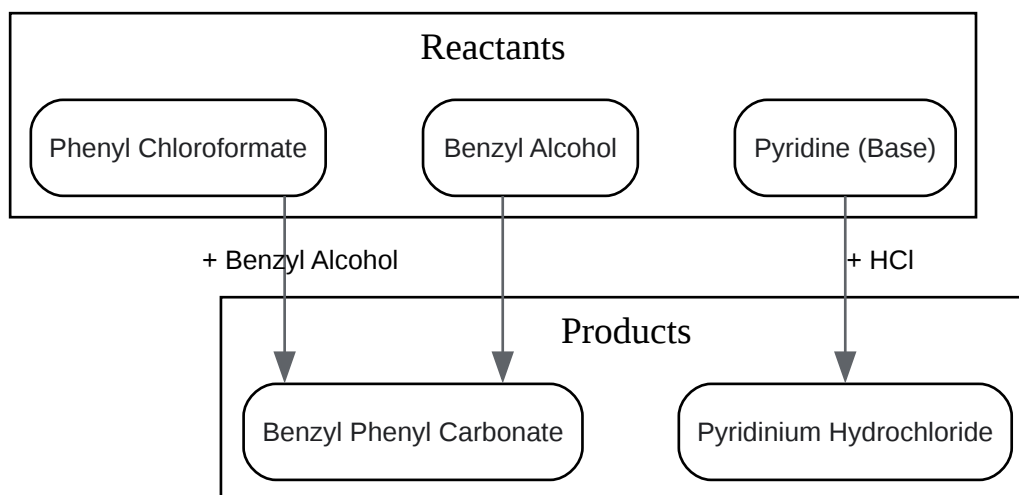 Reactants
Phenyl Chloroformate
Benzyl Alcohol
Pyridine (Base)
+ Benzyl Alcohol
+ HCl
Products
Benzyl Phenyl Carbonate
Pyridinium Hydrochloride